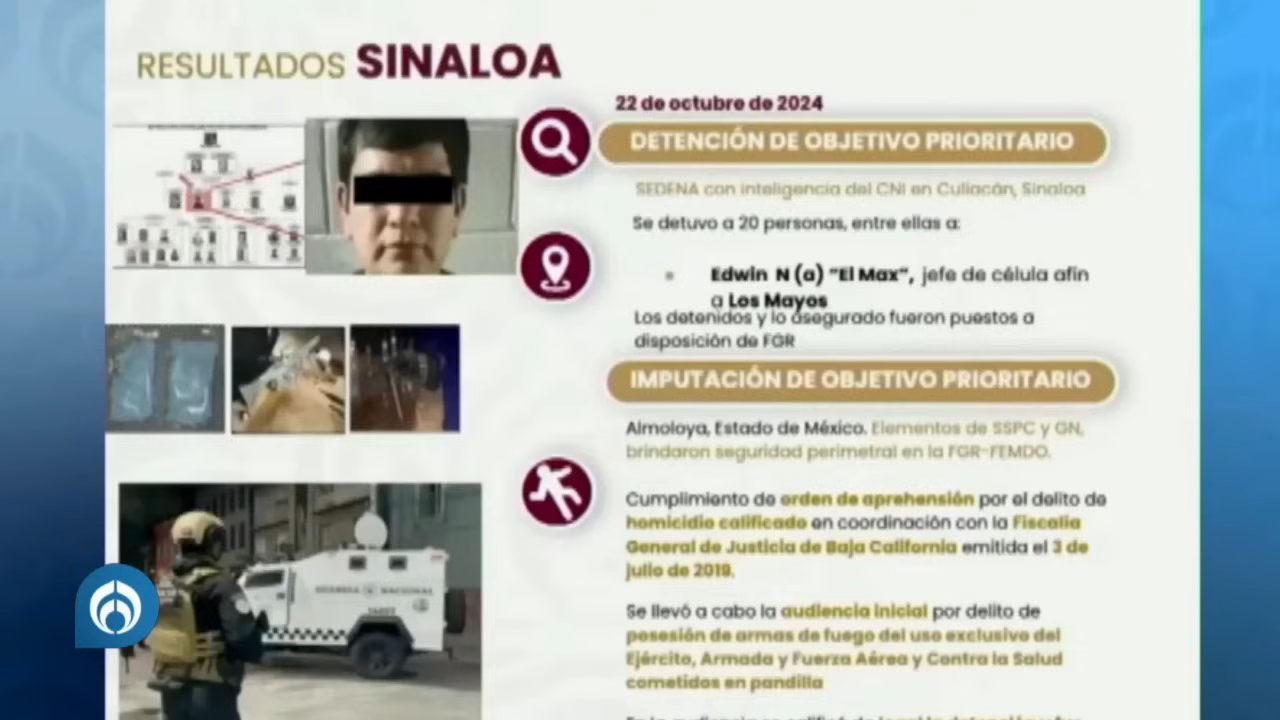 RESULTADOS SINALOA
22 de octubre de 2024
DETENCIÓN DE OBJETIVO PRIORITARIO
SEDENA con inteligencia del CNI en Culiacán, Sinaloa
Se detuvo a 20 personas, entre ellas a:
Edwin N (a) "El Max", jefe de célula afín
a Los Mayos
Los detenidos y lo asegurado fueron puestos a
disposición de FGR
IMPUTACIÓN DE OBJETIVO PRIORITARIO
Almoloya, Estado de México. Elementos de SSPC y GN,
brindaron seguridad perimetral en la FGR-FEMDO.
Cumplimiento de orden de aprehensión por el delito de
homicidio calificado en coordinación con la Fiscalía
General de Justicia de Baja California emitida el 3 de
julio de 2019.
Se llevó a cabo la audiencia inicial por delito de
posesión de armas de fuego del uso exclusivo del
Ejército, Armada y Fuerza Aérea y Contra la Salud
cometidos en pandilla
GUARDIA NACIONAL